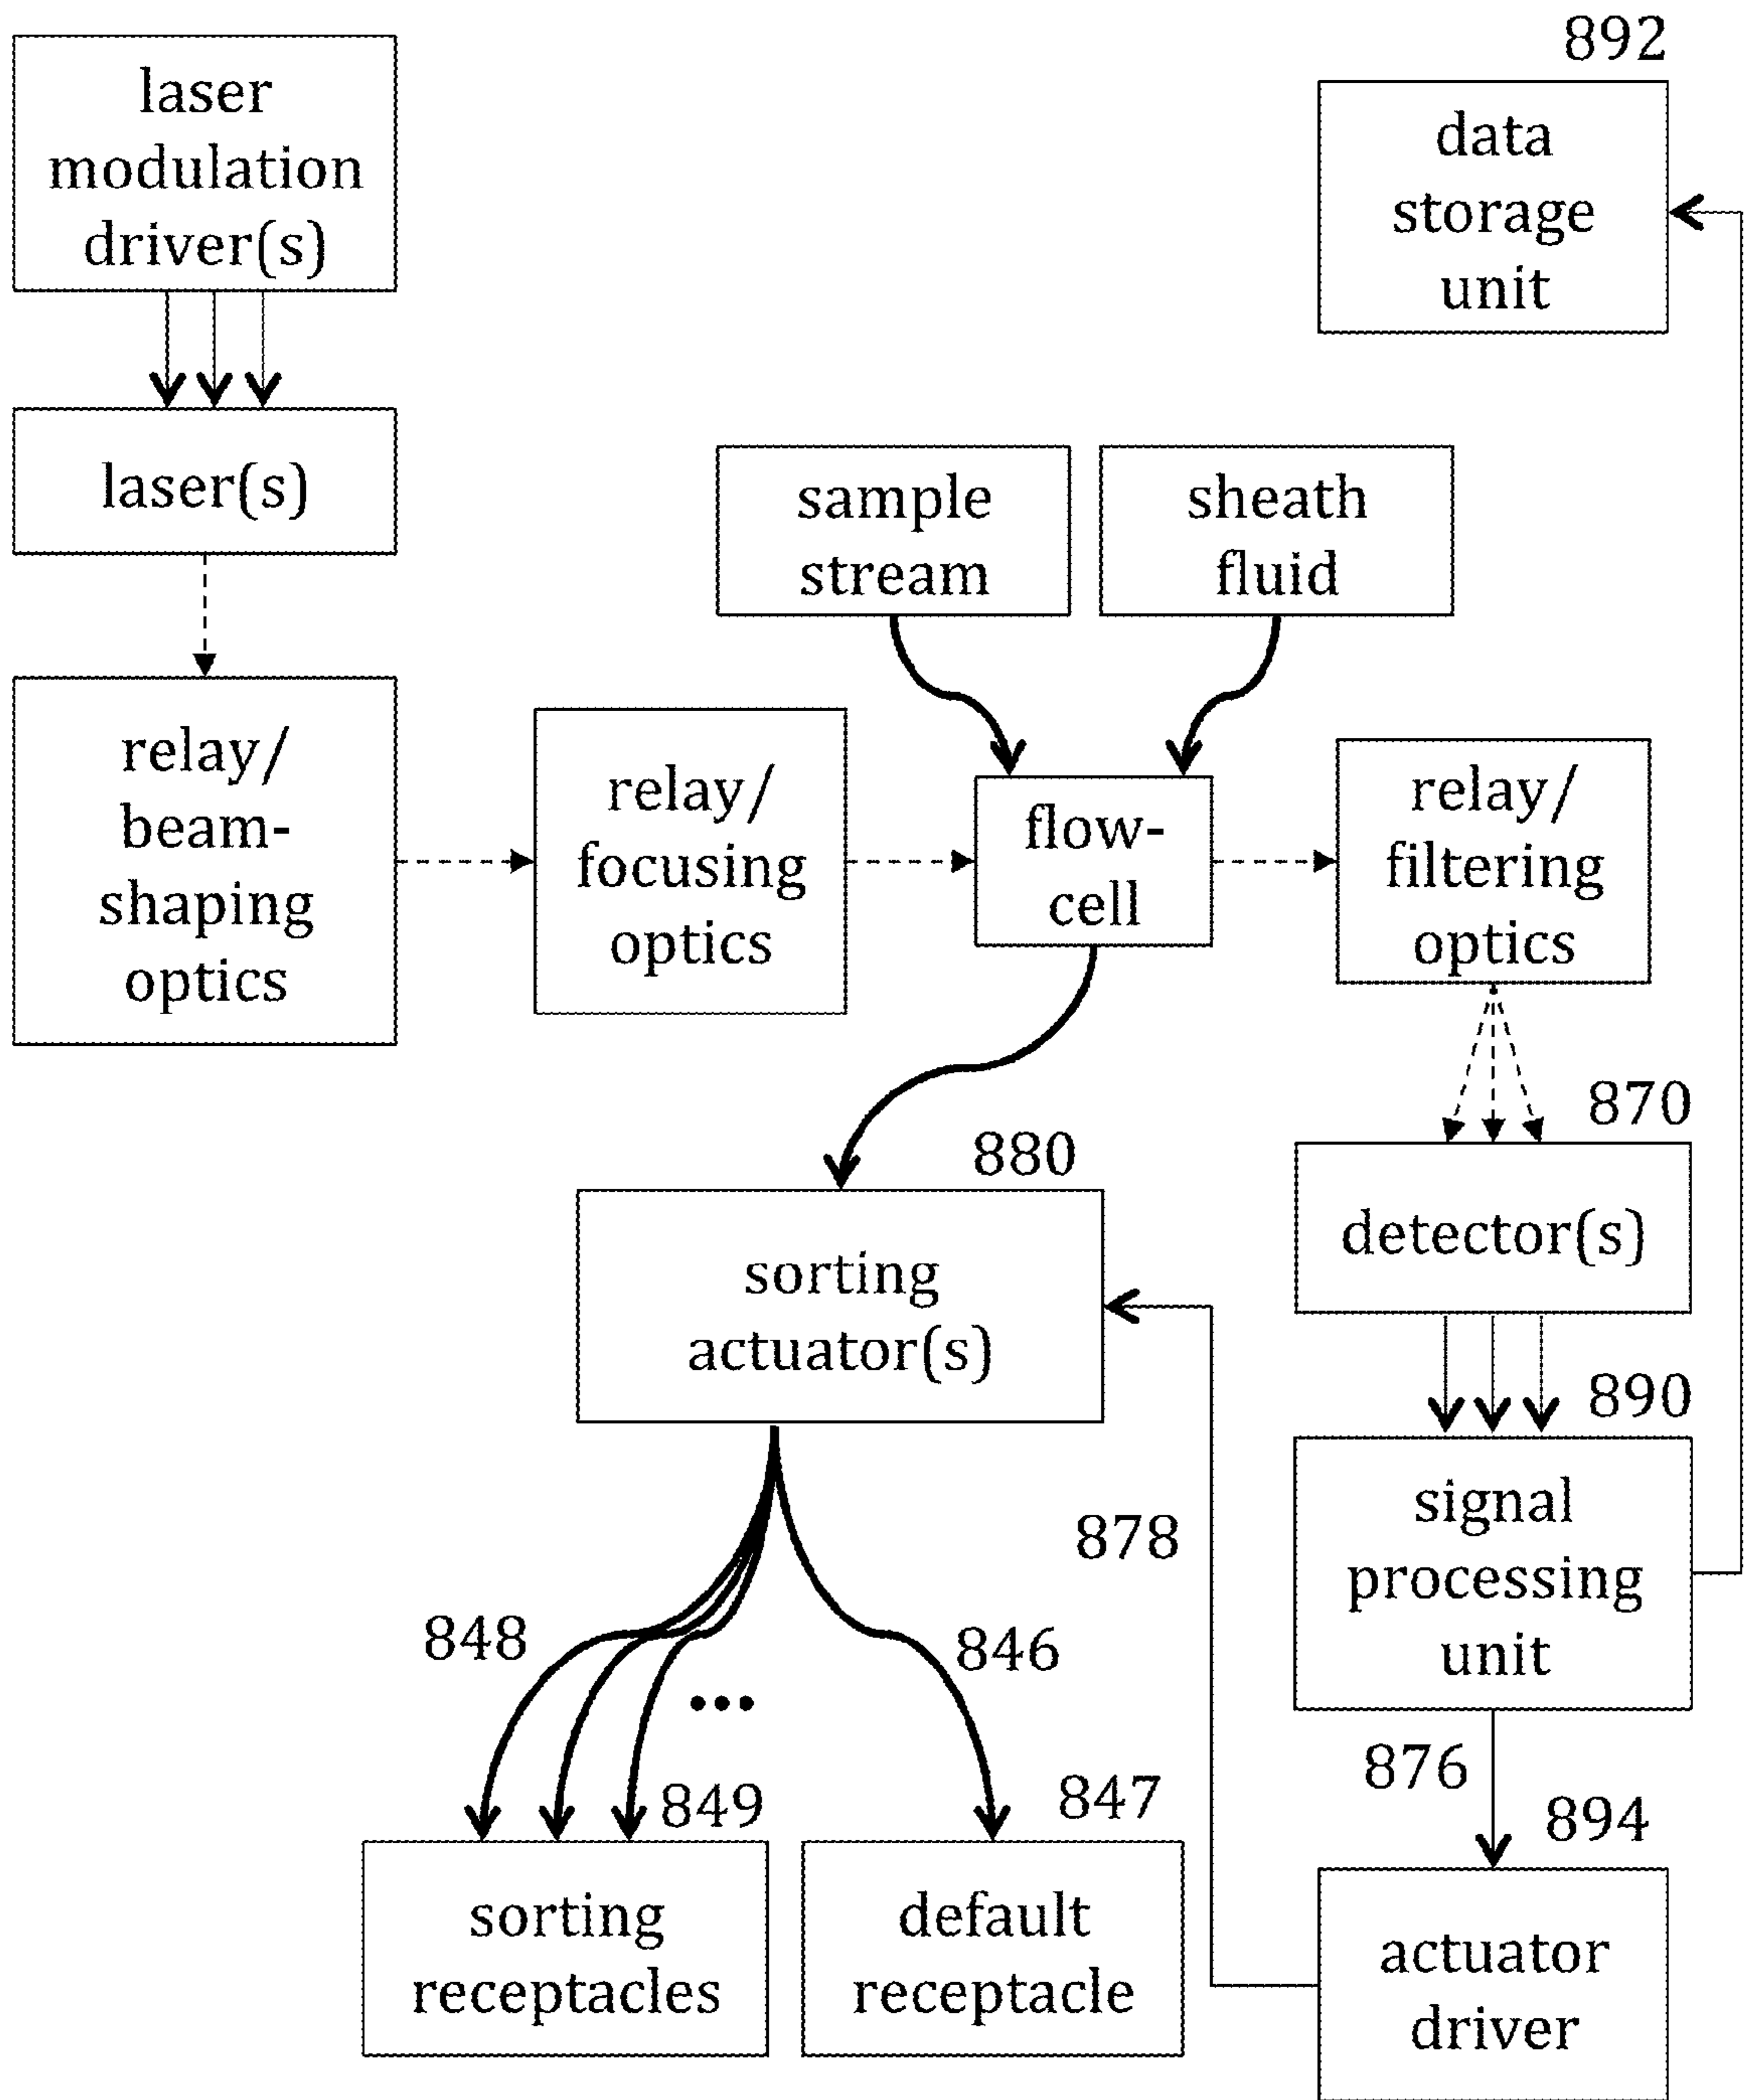 892
laser
modulation
driver(s)
data
storage
unit
laser(s)
sample
stream
sheath
fluid
relay/
beam-
shaping
optics
relay/
focusing
optics
flow-
cell
relay/
filtering
optics
870
880
detector(s)
sorting
actuator(s)
890
878
signal
processing
unit
848
846
876
849
847
894
sorting
receptacles
default
receptacle
actuator
driver